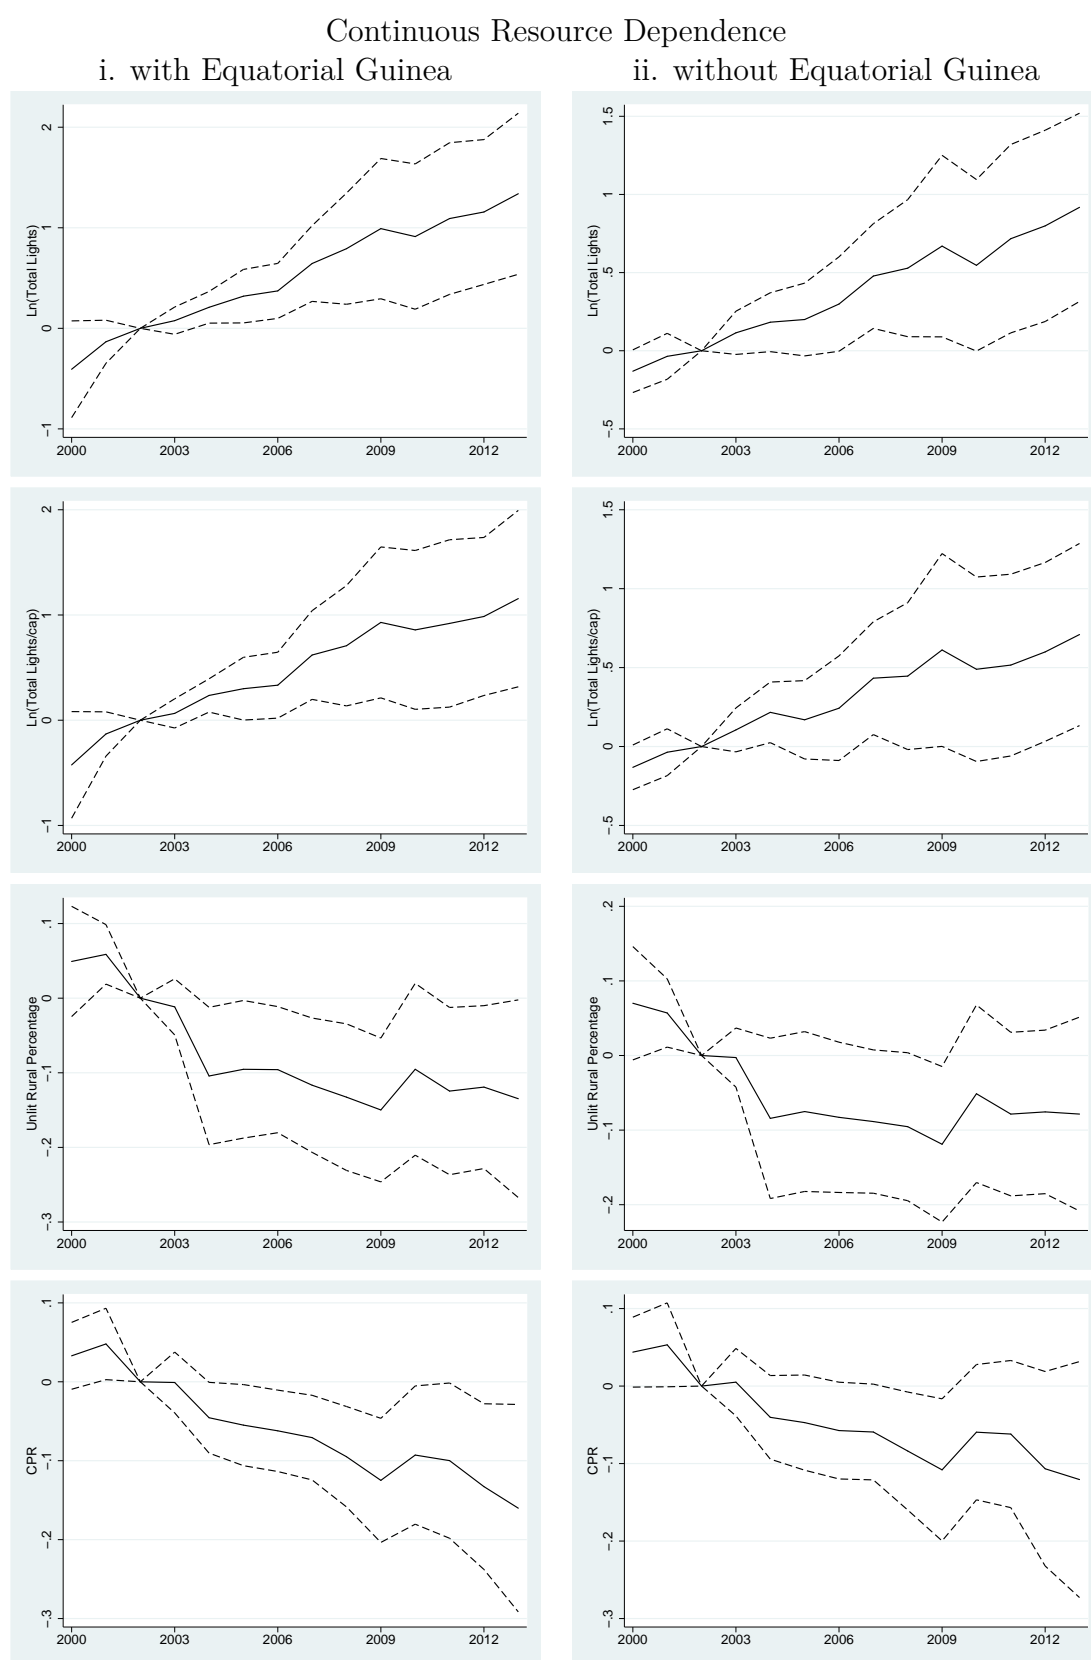 Continuous Resource Dependence
i. with Equatorial Guinea
ii. without Equatorial Guinea
Ln(Total Lights)
2
1
0
−1
2000 2003 2006 2009 2012
Ln(Total Lights)
1.5
1
.5
0
−.5
2000 2003 2006 2009 2012
Ln(Total Lights/cap)
2
1
0
−1
2000 2003 2006 2009 2012
Ln(Total Lights/cap)
1.5
1
.5
0
−.5
2000 2003 2006 2009 2012
Unlit Rural Percentage
.1
0
−.1
−.2
−.3
2000 2003 2006 2009 2012
Unlit Rural Percentage
.2
.1
0
−.1
−.2
2000 2003 2006 2009 2012
CPR
.1
0
−.1
−.2
−.3
2000 2003 2006 2009 2012
CPR
.1
0
−.1
−.2
−.3
2000 2003 2006 2009 2012